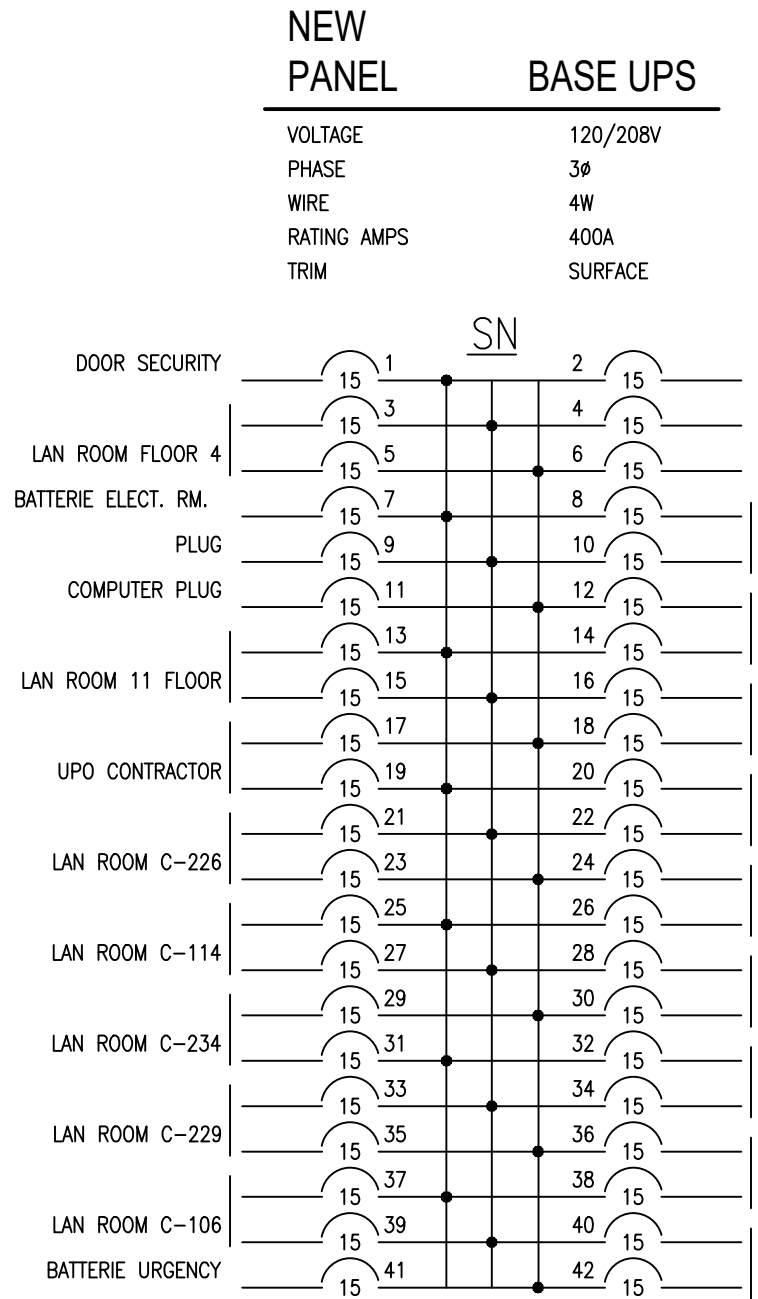 NEW
PANEL BASE UPS
VOLTAGE 120/208V
PHASE 3ø
WIRE 4W
RATING AMPS 400A
TRIM SURFACE
SN
DOOR SECURITY 15 1 2 15
15 3 4 15
LAN ROOM FLOOR 4 15 5 6 15
BATTERIE ELECT. RM. 15 7 8 15
PLUG 15 9 10 15
COMPUTER PLUG 15 11 12 15
15 13 14 15
LAN ROOM 11 FLOOR 15 15 16 15
15 17 18 15
UPO CONTRACTOR 15 19 20 15
15 21 22 15
LAN ROOM C-226 15 23 24 15
15 25 26 15
LAN ROOM C-114 15 27 28 15
15 29 30 15
LAN ROOM C-234 15 31 32 15
15 33 34 15
LAN ROOM C-229 15 35 36 15
15 37 38 15
LAN ROOM C-106 15 39 40 15
BATTERIE URGENCY 15 41 42 15